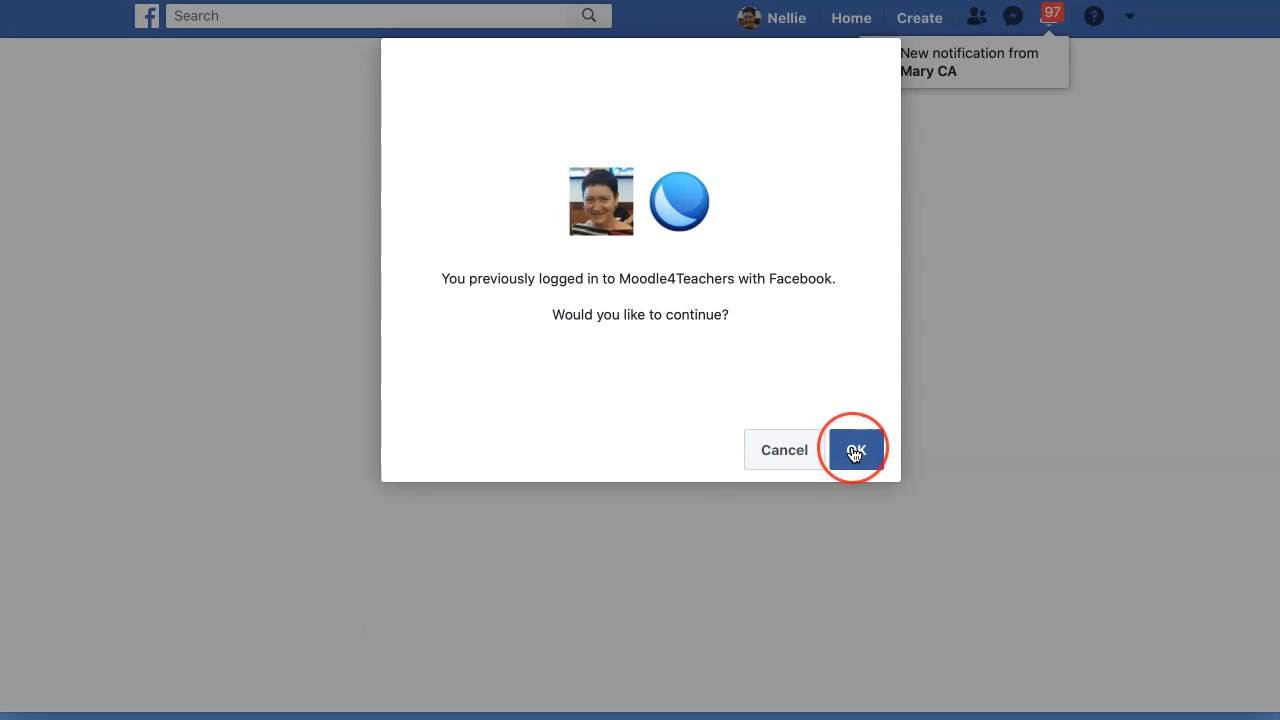 Search
Nellie
Home
Create
97
New notification from
Mary CA
You previously logged in to Moodle4Teachers with Facebook.
Would you like to continue?
Cancel
OK